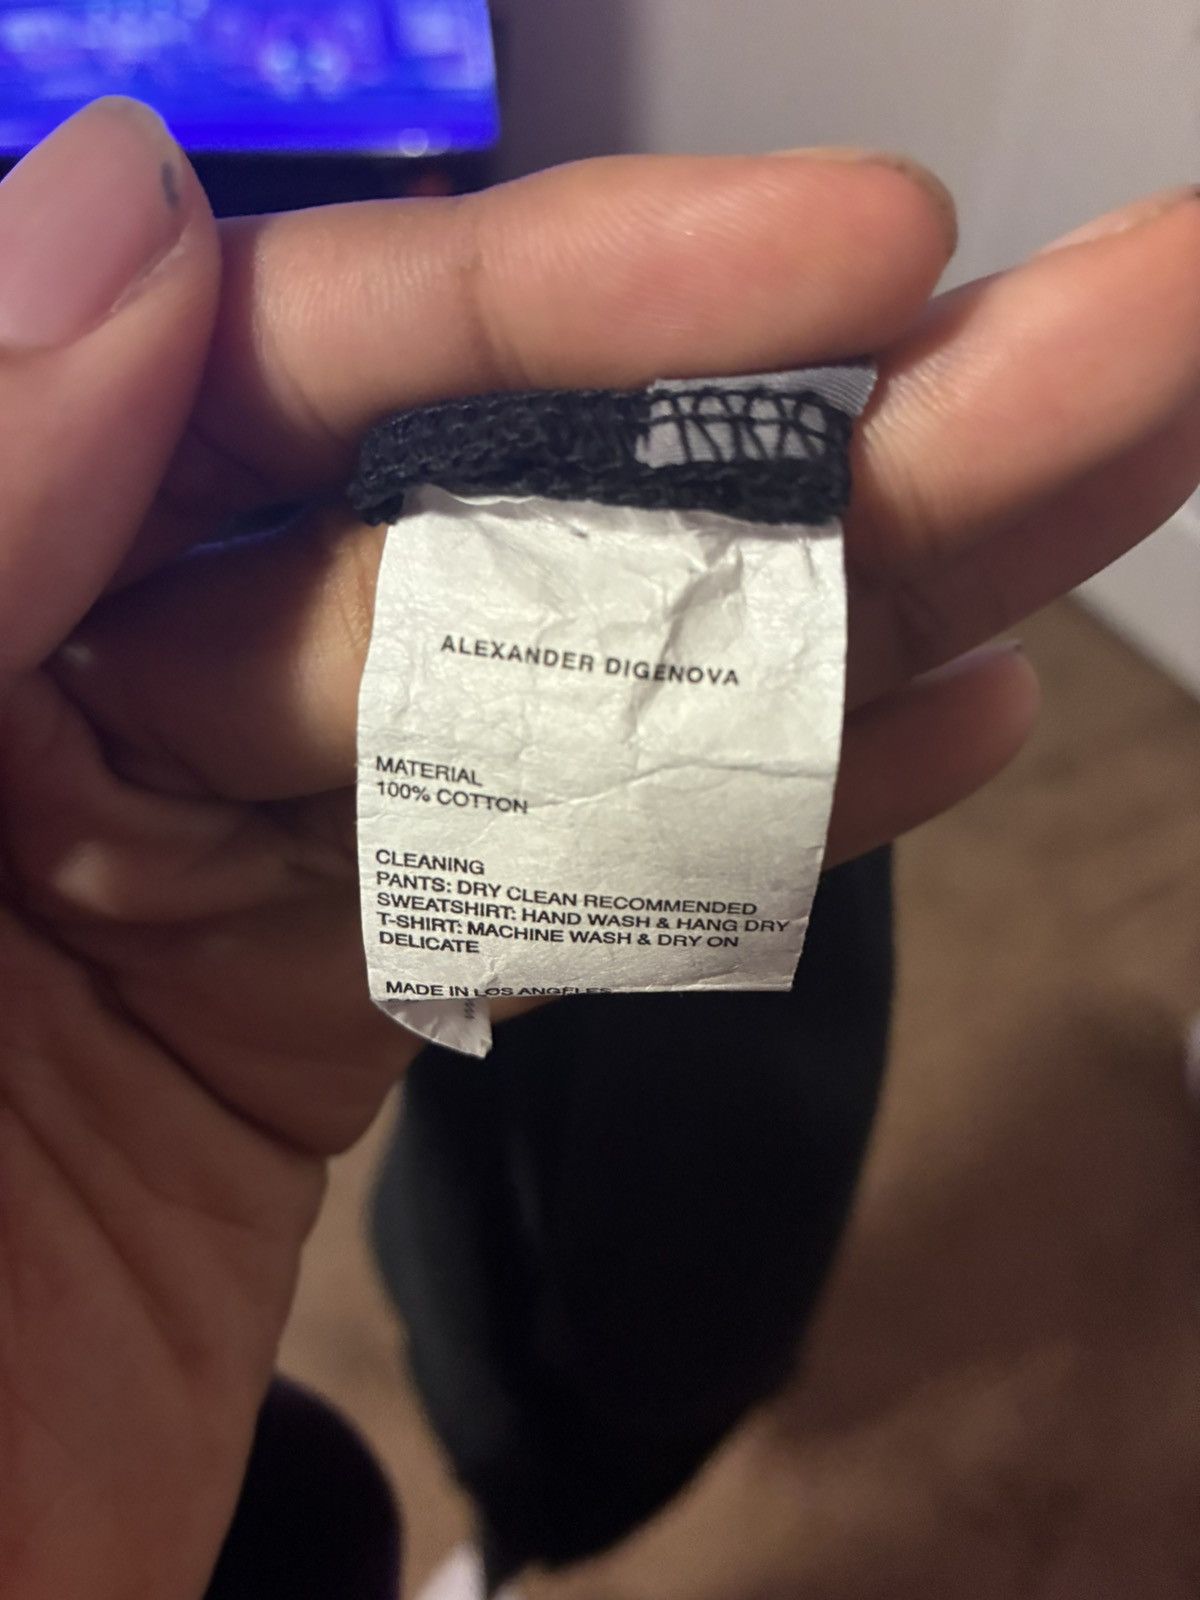 ALEXANDER DIGENOVA
MATERIAL
100% COTTON
CLEANING
PANTS: DRY CLEAN RECOMMENDED
SWEATSHIRT: HAND WASH & HANG DRY
T-SHIRT: MACHINE WASH & DRY ON
DELICATE
MADE IN LOS ANGELES